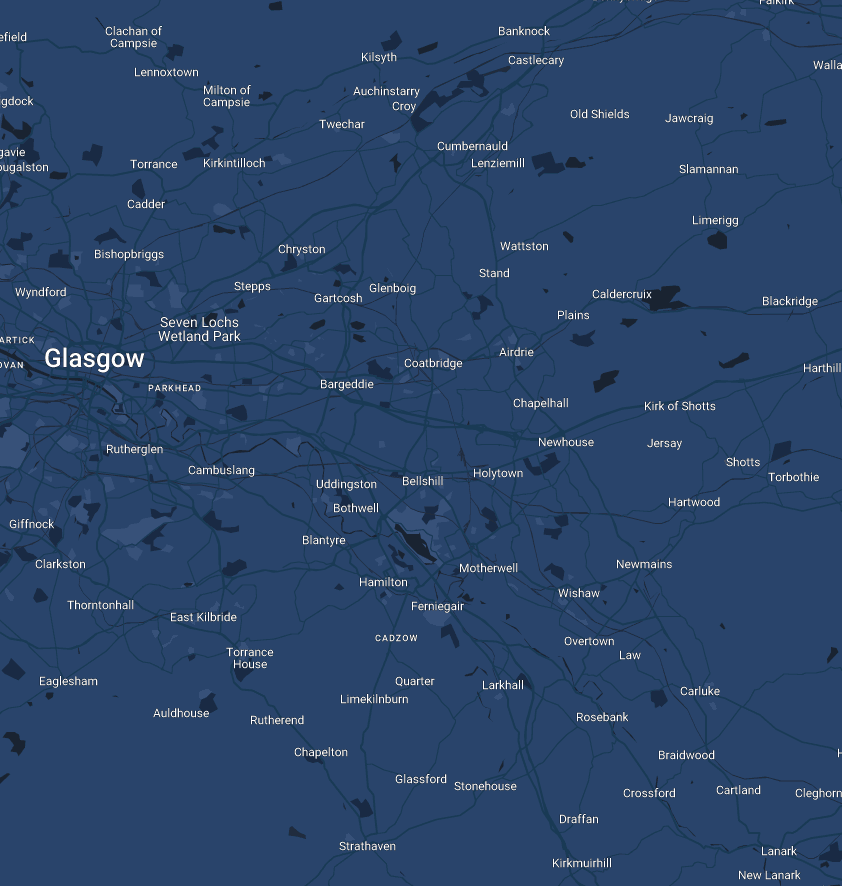 Falkirk
Banknock
Clachan of
Campsie
Kilsyth
Castlecary
Lennoxtown
Milton of
Campsie
Auchinstarry
Croy
Old Shields
Jawcraig
Twechar
Cumbernauld
Lenziemill
Torrance
Kirkintilloch
Slamannan
Cadder
Limerigg
Wattston
Chryston
Bishopbriggs
Stand
Stepps
Glenboig
Gartcosh
Wyndford
Caldercruix
Blackridge
Plains
Seven Lochs
Wetland Park
Glasgow
Airdrie
Coatbridge
Harthill
PARKHEAD
Bargeddie
Chapelhall
Kirk of Shotts
Newhouse
Jersay
Rutherglen
Cambuslang
Shotts
Torbothie
Holytown
Uddingston
Bellshill
Bothwell
Hartwood
Giffnock
Blantyre
Clarkston
Motherwell
Newmains
Hamilton
Wishaw
Thorntonhall
Ferniegair
East Kilbride
CADZOW
Overtown
Law
Torrance
House
Eaglesham
Quarter
Larkhall
Carluke
Limekilnburn
Auldhouse
Rutherend
Rosebank
Chapelton
Braidwood
Glassford
Stonehouse
Crossford
Cartland
Cleghorn
Draffan
Strathaven
Lanark
Kirkmuirhill
New Lanark